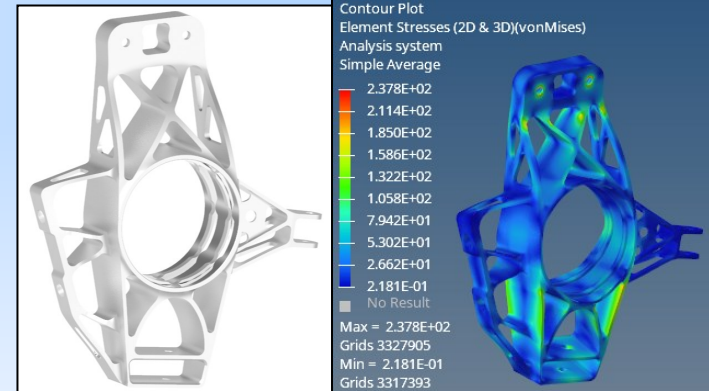 Contour Plot
Element Stresses (2D & 3D)(vonMises)
Analysis system
Simple Average
2.378E+02
2.114E+02
1.850E+02
1.586E+02
1.322E+02
1.058E+02
7.942E+01
5.302E+01
2.662E+01
2.181E-01
No Result
Max = 2.378E+02
Grids 3327905
Min = 2.181E-01
Grids 3317393